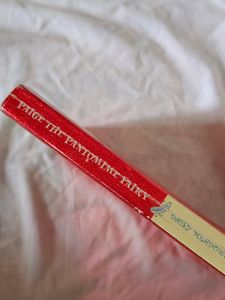 PAIGE THE PANTOMIME FAIRY
DAISY MEADOWS